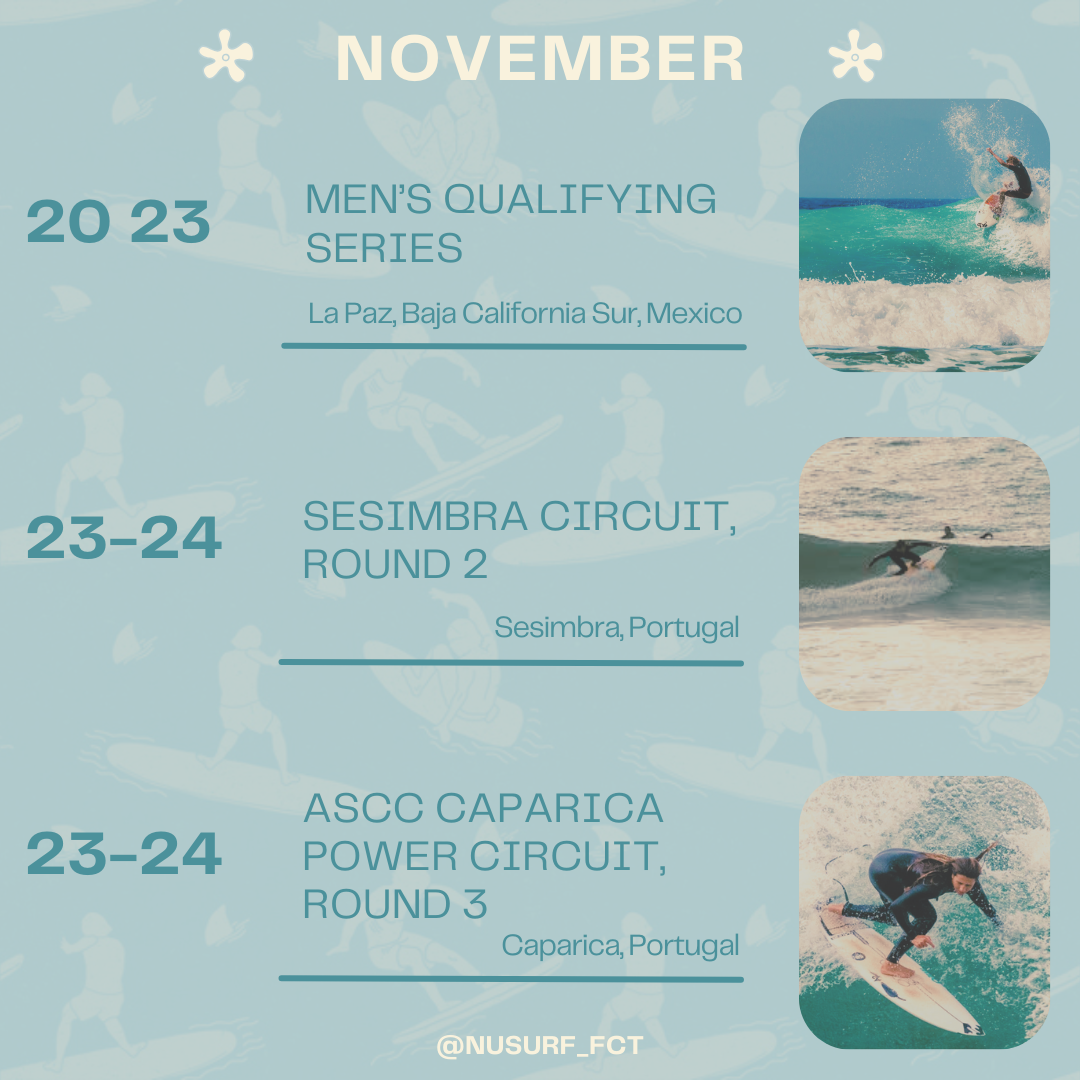 NOVEMBER
20 23
MEN'S QUALIFYING
SERIES
La Paz, Baja California Sur, Mexico
23-24
SESIMBRA CIRCUIT,
ROUND 2
Sesimbra, Portugal
23-24
ASCC CAPARICA
POWER CIRCUIT,
ROUND 3
Caparica, Portugal
@NUSURF_FCT